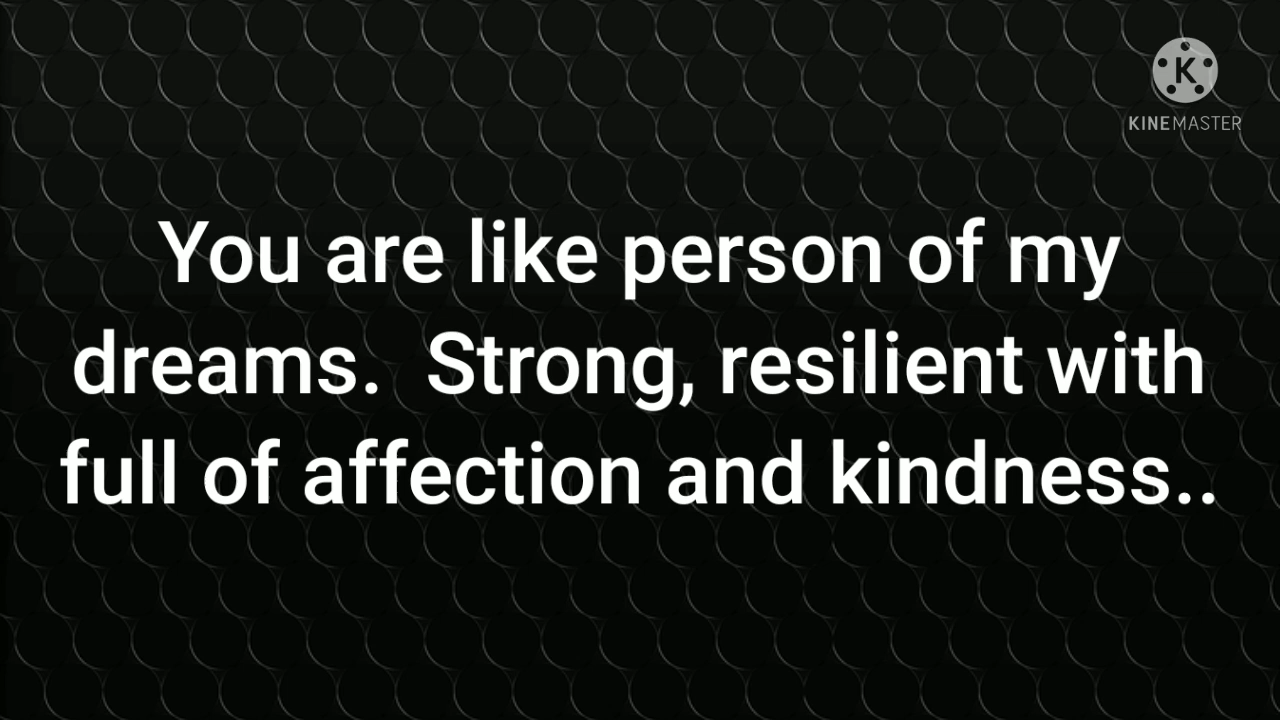 K
KINEMASTER
You are like person of my
dreams.  Strong, resilient with
full of affection and kindness..